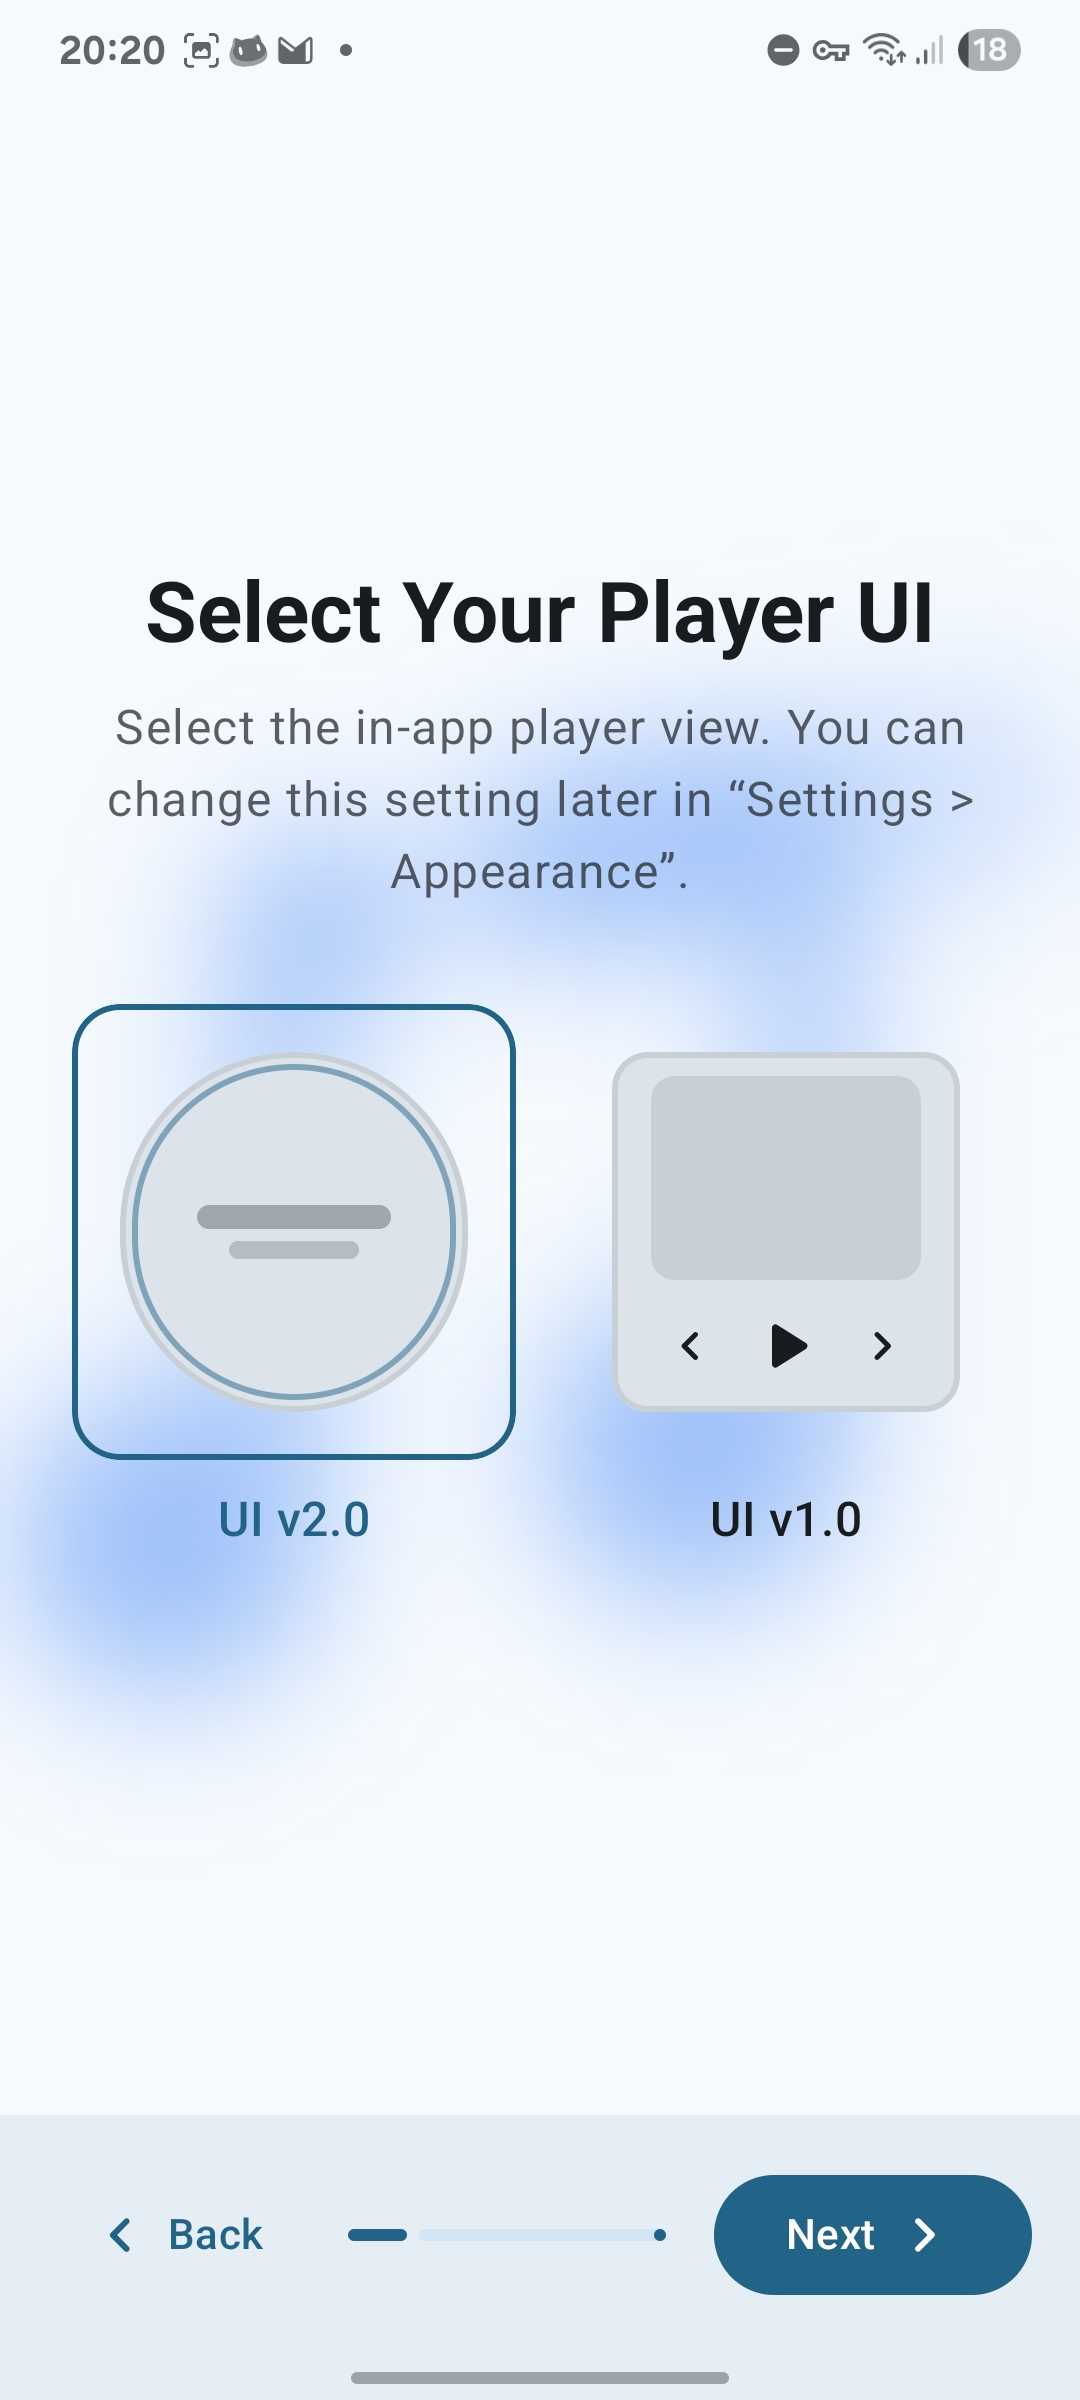 20:20
18
Select Your Player UI
Select the in-app player view. You can
change this setting later in “Settings >
Appearance”.
UI v2.0
UI v1.0
Back
Next